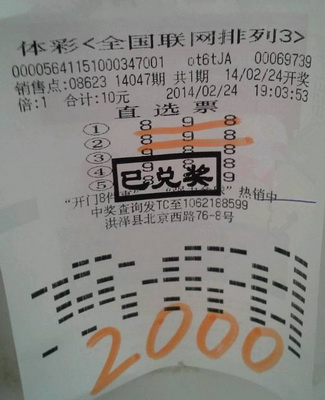 体彩<全国联网排列3>
00005641151000347001 ot6tJA 00069739
销售点:08623 14047期 共1期 14/02/24开奖
倍:1 合计:10元 2014/02/24 19:03:53
直选票
① 8 9 8
② 8 9 8
③ 8 9 8
④ 8 8
⑤ 8
已兑奖
"开门8件 " 热销中
中奖查询发TC至1062188599
洪泽县北京西路76-8号
2000